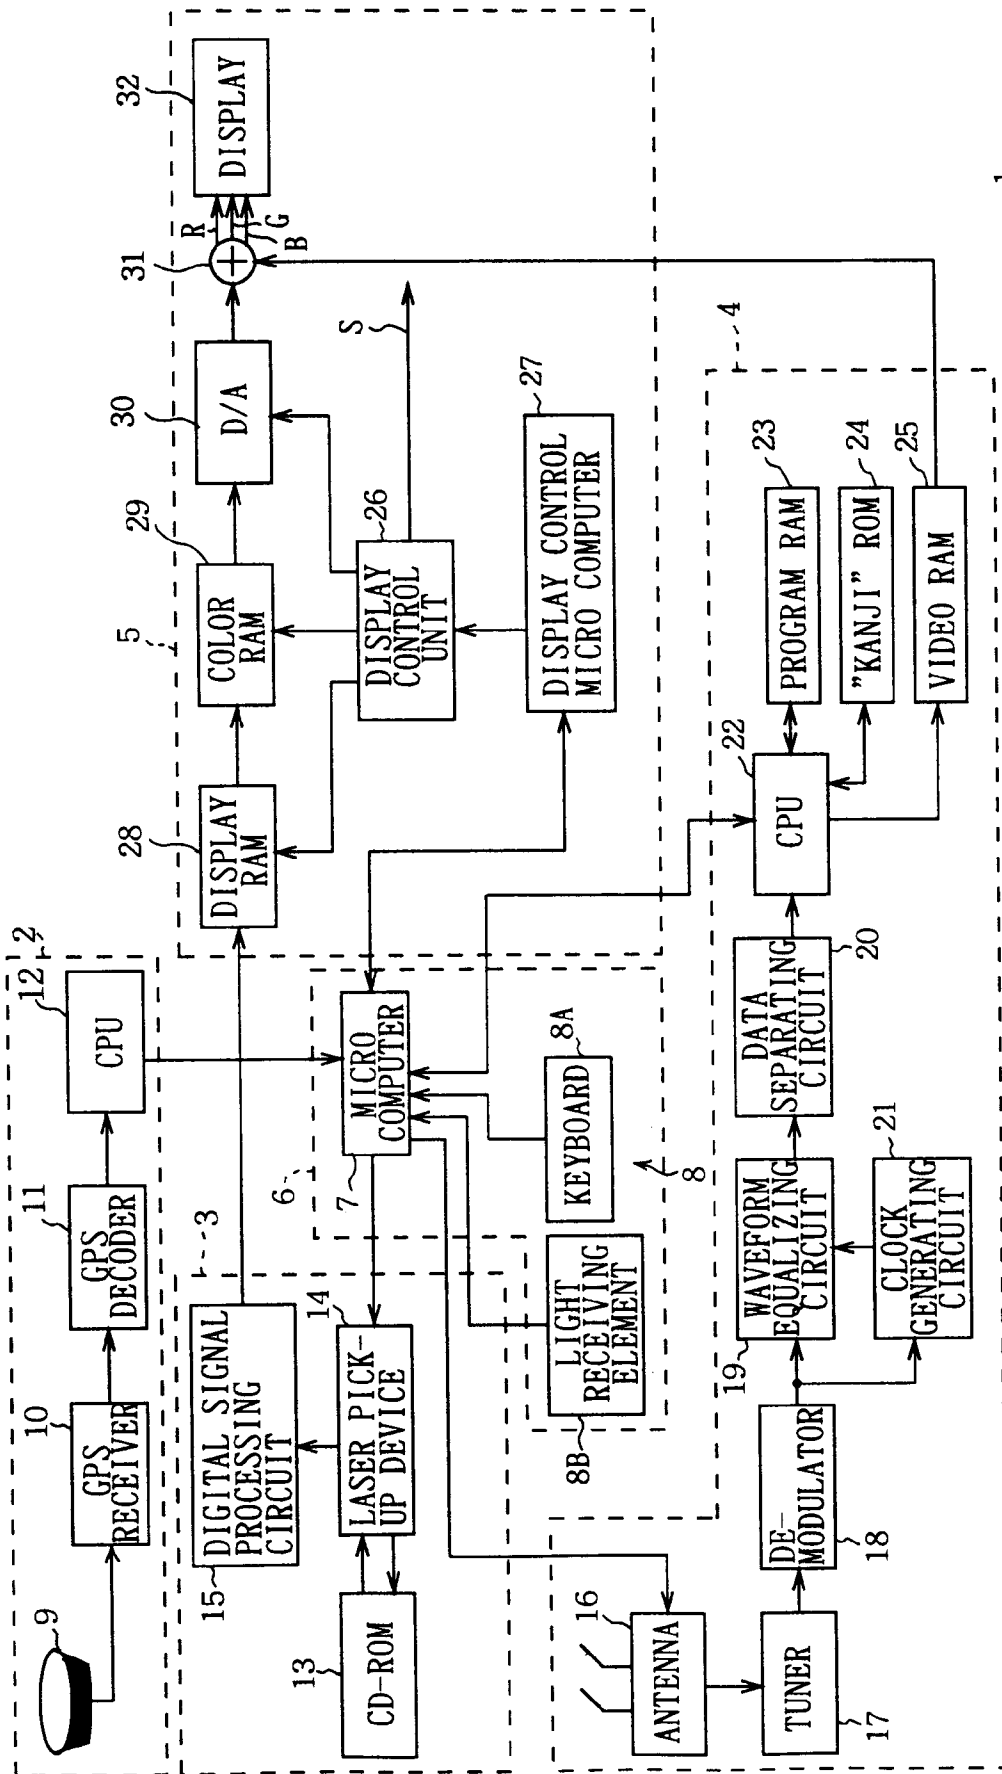 9
10
GPS
RECEIVER
11
GPS
DECODER
12
CPU
2
15
DIGITAL SIGNAL
PROCESSING
CIRCUIT
3
13
CD-ROM
14
LASER PICK-
UP DEVICE
6
7
MICRO
COMPUTER
8B
LIGHT
RECEIVING
ELEMENT
KEYBOARD
8A
8
5
28
DISPLAY
RAM
29
COLOR
RAM
30
D/A
31
R
G
B
32
DISPLAY
26
DISPLAY
CONTROL
UNIT
S
27
DISPLAY CONTROL
MICRO COMPUTER
4
16
ANTENNA
17
TUNER
18
DE-
MODULATOR
19
WAVEFORM
EQUALIZING
CIRCUIT
21
CLOCK
GENERATING
CIRCUIT
20
DATA
SEPARATING
CIRCUIT
22
CPU
23
PROGRAM RAM
24
"KANJI" ROM
25
VIDEO RAM
1